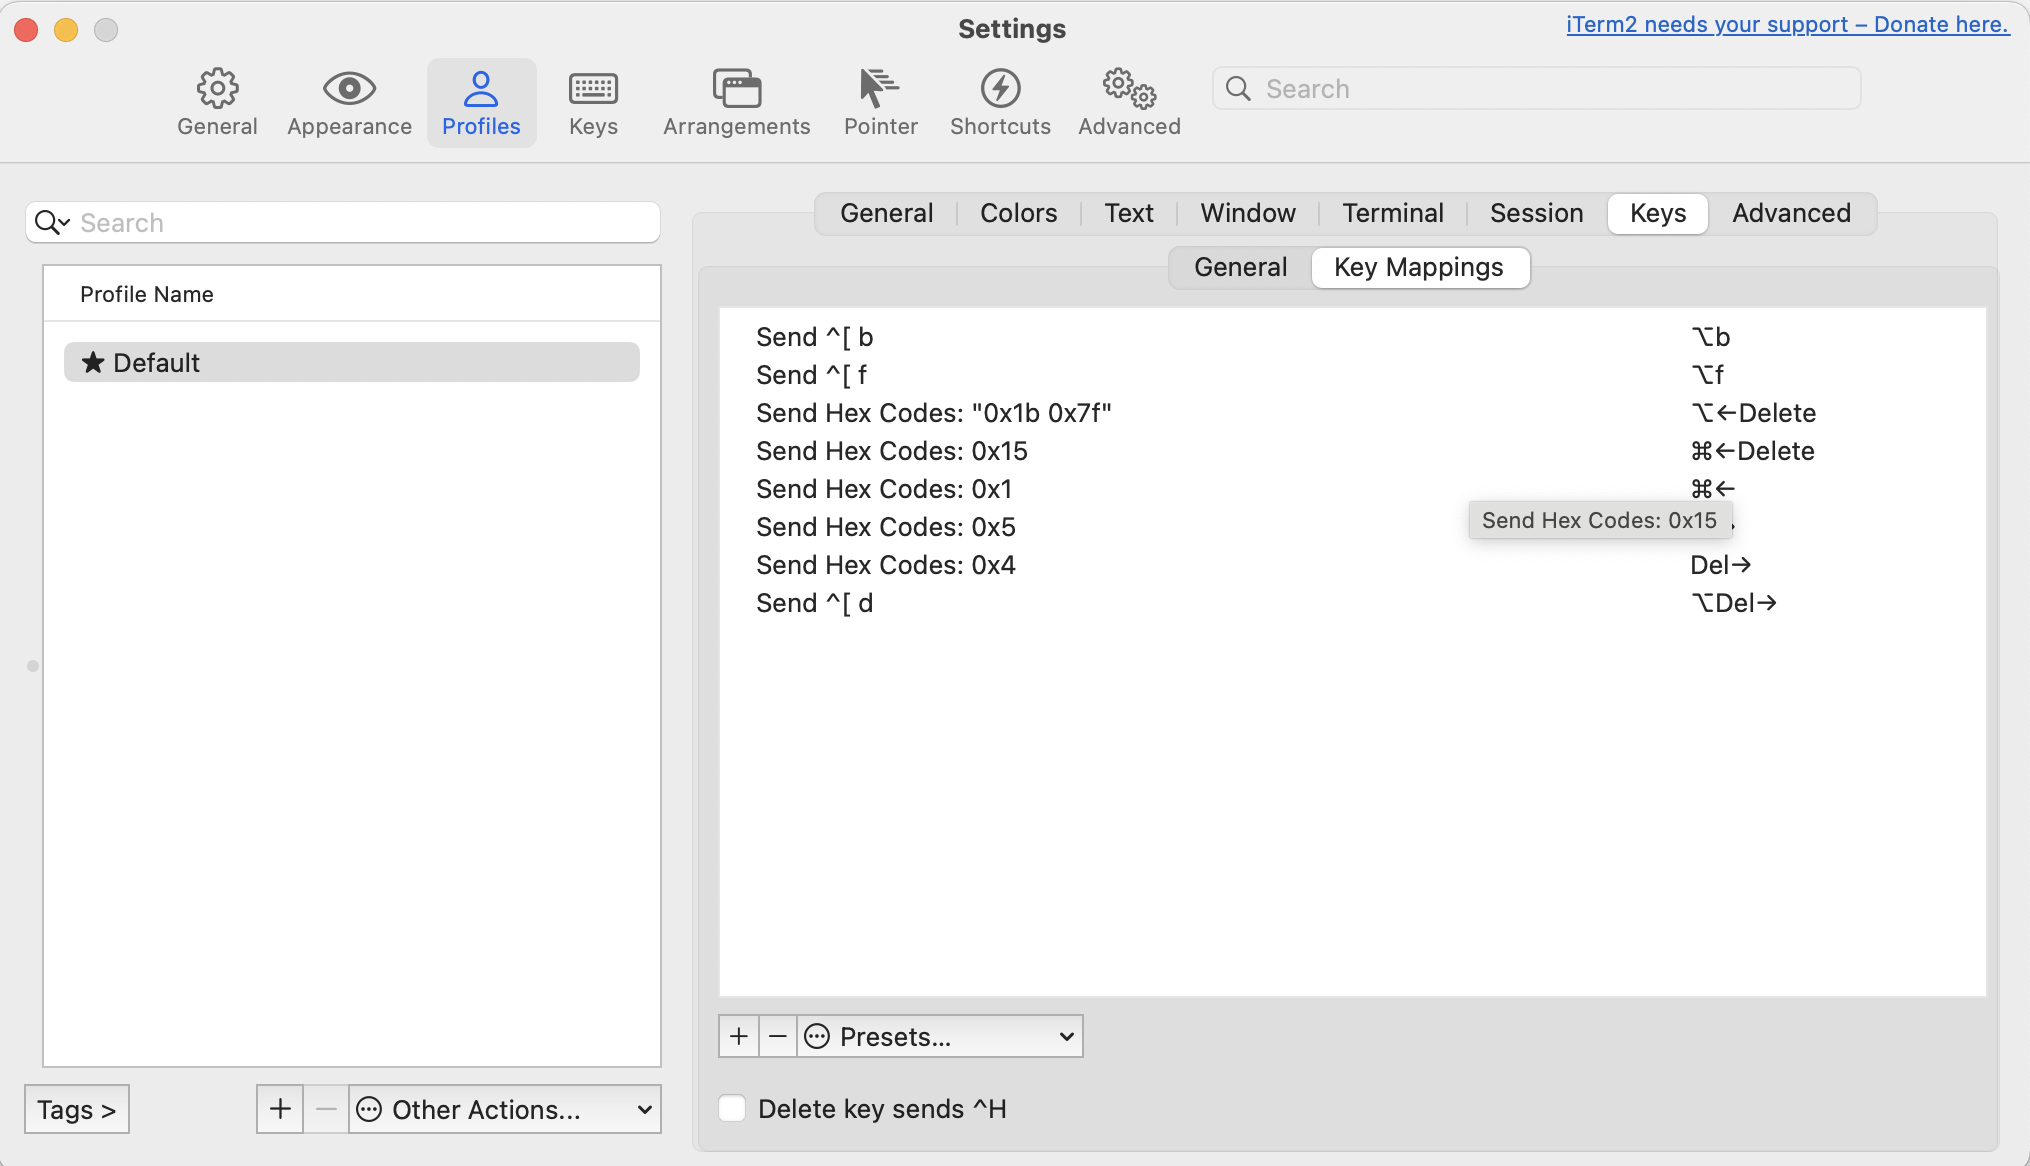 Settings
iTerm2 needs your support – Donate here.
General
Appearance
Profiles
Keys
Arrangements
Pointer
Shortcuts
Advanced
Search
Search
Profile Name
★ Default
Tags >
Other Actions...
General
Colors
Text
Window
Terminal
Session
Keys
Advanced
General
Key Mappings
Send ^[ b ⌥b
Send ^[ f ⌥f
Send Hex Codes: "0x1b 0x7f" ⌥←Delete
Send Hex Codes: 0x15 ⌘←Delete
Send Hex Codes: 0x1 ⌘←
Send Hex Codes: 0x5
Send Hex Codes: 0x15
Send Hex Codes: 0x4 Del→
Send ^[ d ⌥Del→
Presets...
Delete key sends ^H